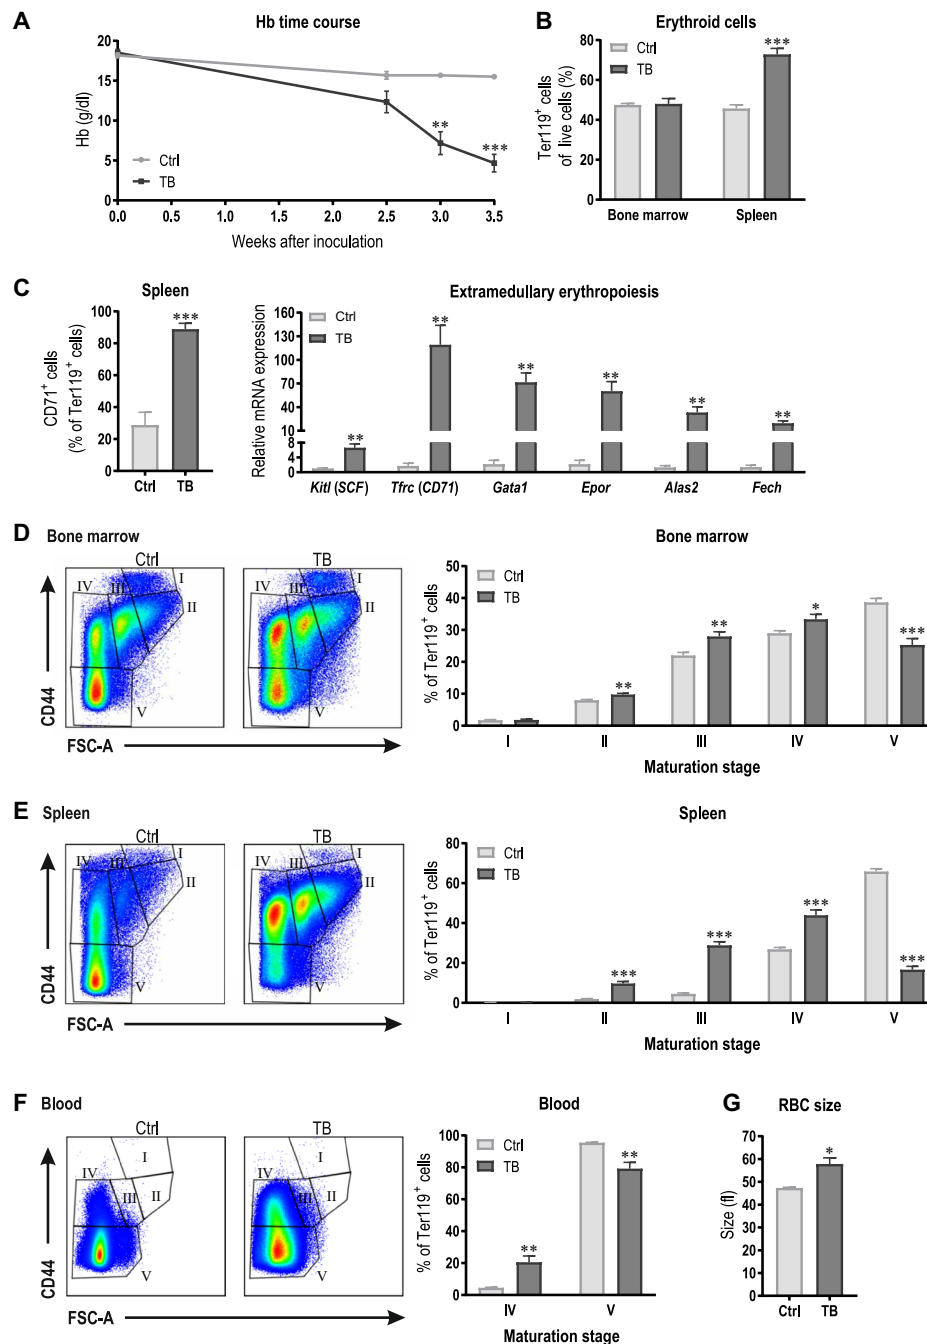 A
Hb time course
Hb (g/dl)
20
15
10
5
0
Ctrl
TB
**
***
0.0 0.5 1.0 1.5 2.0 2.5 3.0 3.5
Weeks after inoculation
B
Erythroid cells
Ter119+ cells
of live cells (%)
80
60
40
20
0
Ctrl
TB
***
Bone marrow Spleen
C
Spleen
CD71+ cells
(% of Ter119+ cells)
100
80
60
40
20
0
***
Ctrl TB
Extramedullary erythropoiesis
Relative mRNA expression
160
130
100
70
40
10
8
4
0
Ctrl
TB
** ** ** ** ** **
Kitl (SCF) Tfrc (CD71) Gata1 Epor Alas2 Fech
D Bone marrow
Ctrl
IV III I
II
V
TB
IV III I
II
V
CD44
FSC-A
Bone marrow
% of Ter119+ cells
50
40
30
20
10
0
Ctrl
TB
** ** * ***
I II III IV V
Maturation stage
E Spleen
Ctrl
IV III I
II
V
TB
IV III I
II
V
CD44
FSC-A
Spleen
% of Ter119+ cells
80
60
40
20
0
Ctrl
TB
*** *** *** ***
I II III IV V
Maturation stage
F Blood
Ctrl
I
IV III II
V
TB
I
IV III II
V
CD44
FSC-A
Blood
% of Ter119+ cells
100
80
60
40
20
0
Ctrl
TB
** **
IV V
Maturation stage
G
RBC size
Size (fl)
70
60
50
40
30
20
10
0
*
Ctrl TB